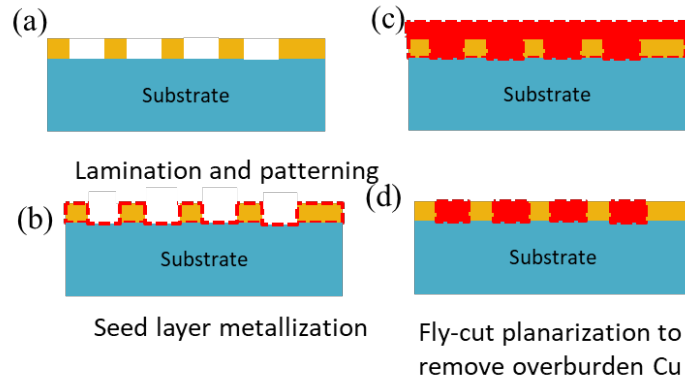 (a)
Substrate
Lamination and patterning
(b)
Substrate
Seed layer metallization
(c)
Substrate
(d)
Substrate
Fly-cut planarization to
remove overburden Cu